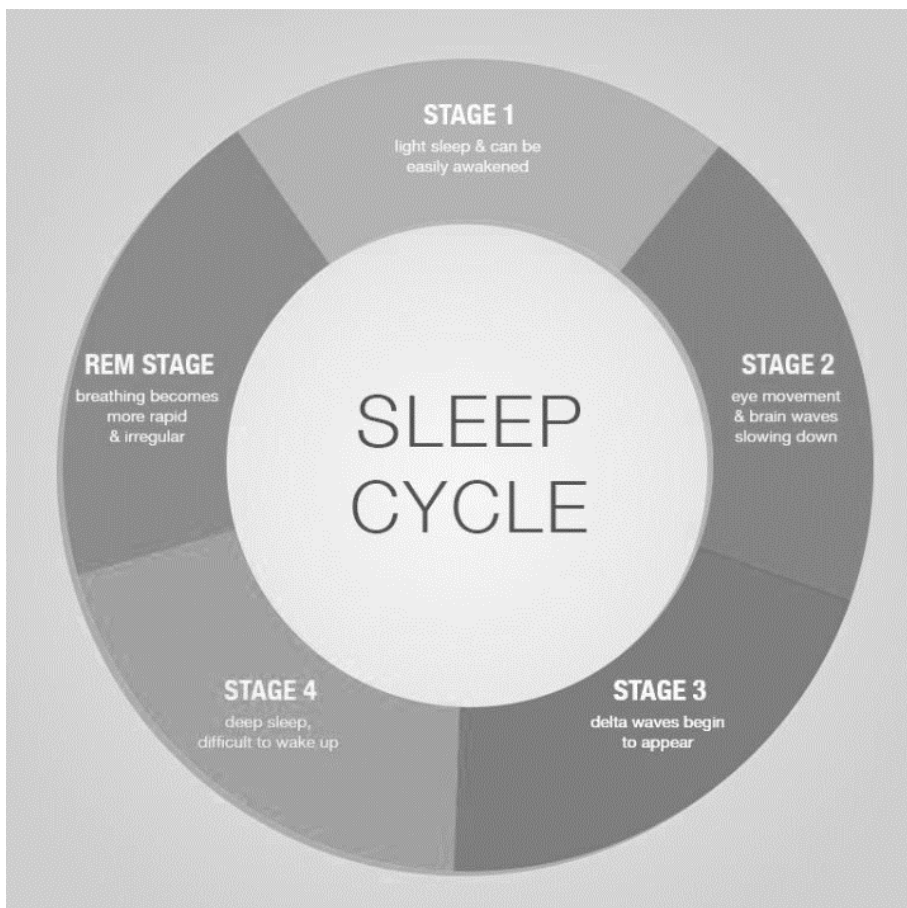 STAGE 1
light sleep & can be
easily awakened
STAGE 2
eye movement
& brain waves
slowing down
STAGE 3
delta waves begin
to appear
STAGE 4
deep sleep,
difficult to wake up
REM STAGE
breathing becomes
more rapid
& irregular
SLEEP
CYCLE